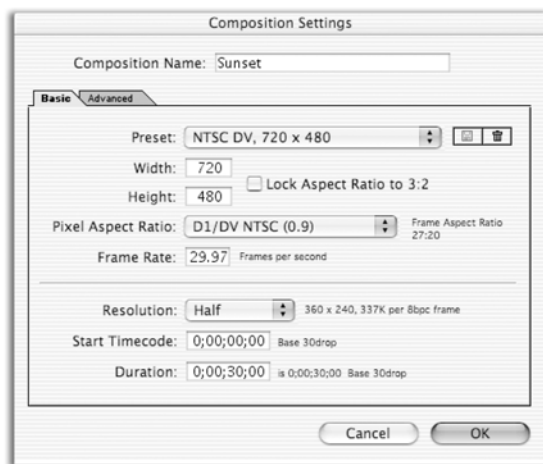 Composition Settings
Composition Name: Sunset
Basic Advanced
Preset: NTSC DV, 720 x 480
Width: 720
Lock Aspect Ratio to 3:2
Height: 480
Pixel Aspect Ratio: D1/DV NTSC (0.9) Frame Aspect Ratio
27:20
Frame Rate: 29.97 Frames per second
Resolution: Half 360 x 240, 337K per 8bpc frame
Start Timecode: 0;00;00;00 Base 30drop
Duration: 0;00;30;00 is 0;00;30;00 Base 30drop
Cancel OK